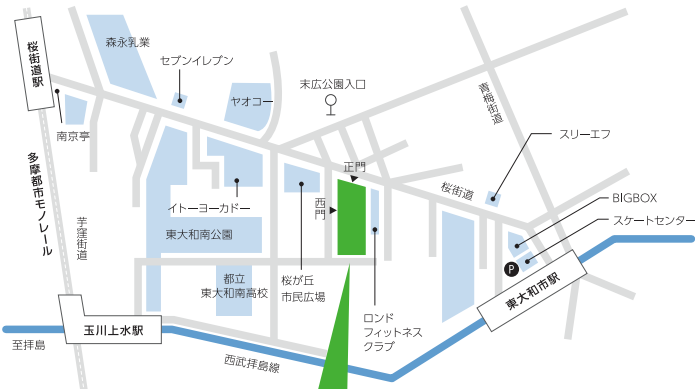 森永乳業
セブンイレブン
桜街道駅
ヤオコー
末広公園入口
青梅街道
南京亭
スリーエフ
正門
多摩都市モノレール
桜街道
BIGBOX
イトーヨーカドー
西門
スケートセンター
芋窪街道
東大和南公園
P
都立
東大和南高校
桜が丘
市民広場
東大和市駅
ロンド
フィットネス
クラブ
玉川上水駅
至拝島
西武拝島線